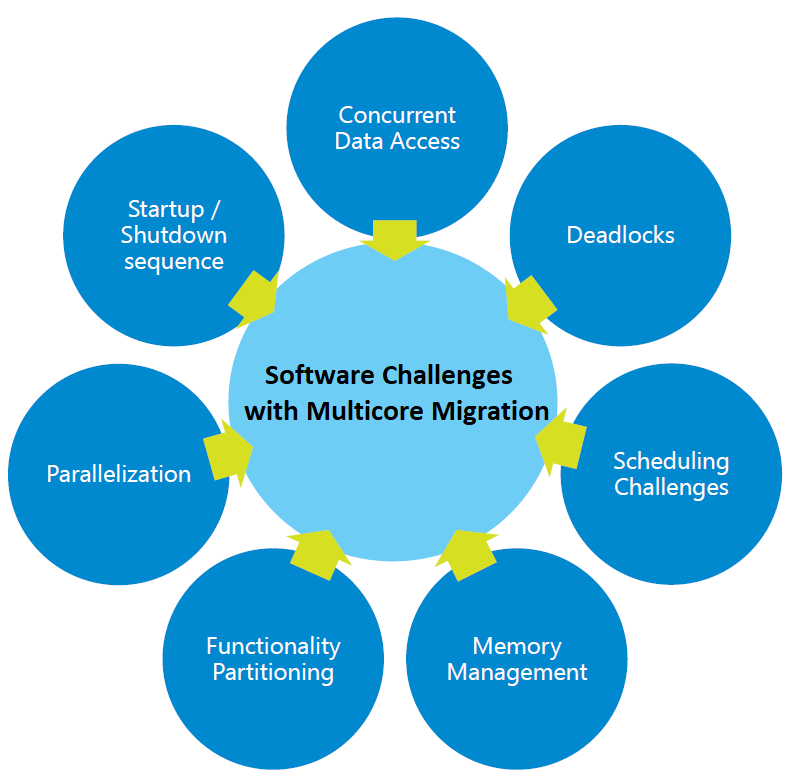 Concurrent
Data Access
Startup /
Shutdown
sequence
Deadlocks
Software Challenges
with Multicore Migration
Parallelization
Scheduling
Challenges
Functionality
Partitioning
Memory
Management